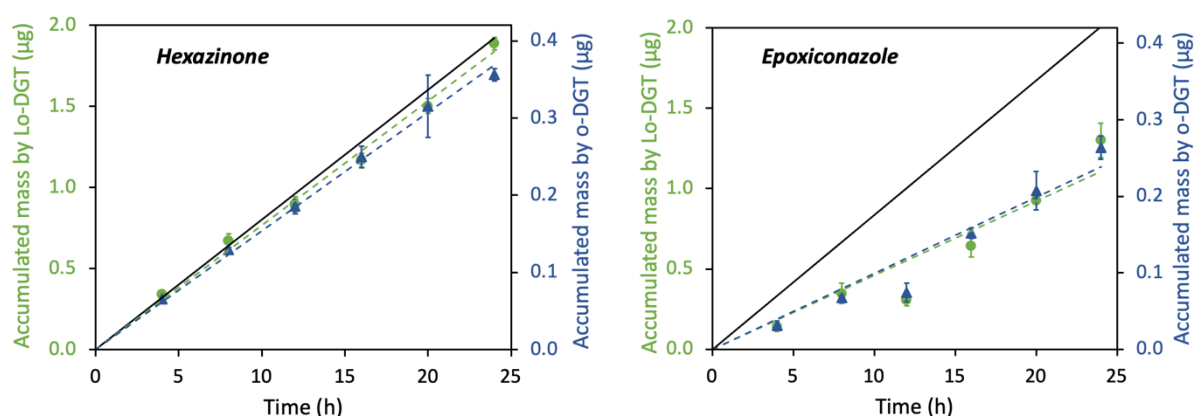 Hexazinone
Accumulated mass by Lo-DGT (µg)
2.0
1.5
1.0
0.5
0.0
0.4
0.3
0.2
0.1
0.0
Accumulated mass by o-DGT (µg)
0 5 10 15 20 25
Time (h)
Epoxiconazole
Accumulated mass by Lo-DGT (µg)
2.0
1.5
1.0
0.5
0.0
0.4
0.3
0.2
0.1
0.0
Accumulated mass by o-DGT (µg)
0 5 10 15 20 25
Time (h)